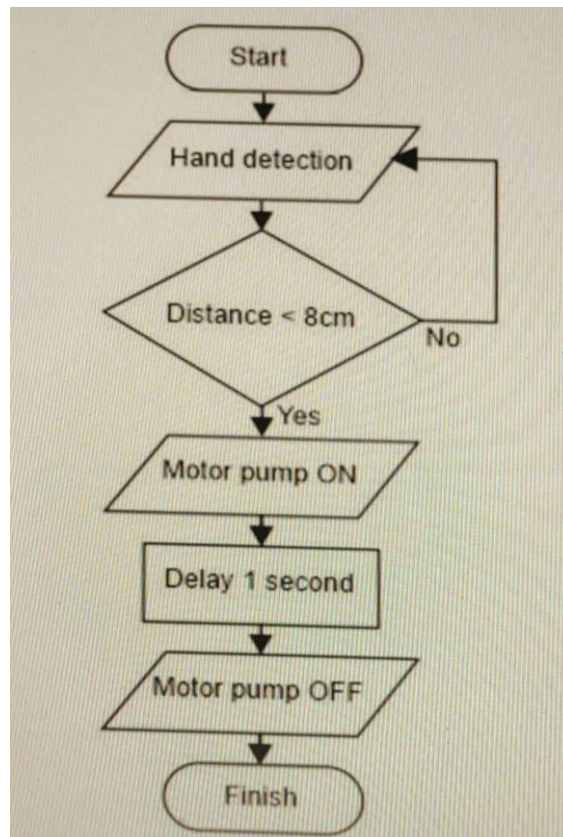 Start
Hand detection
Distance < 8cm
No
Yes
Motor pump ON
Delay 1 second
Motor pump OFF
Finish